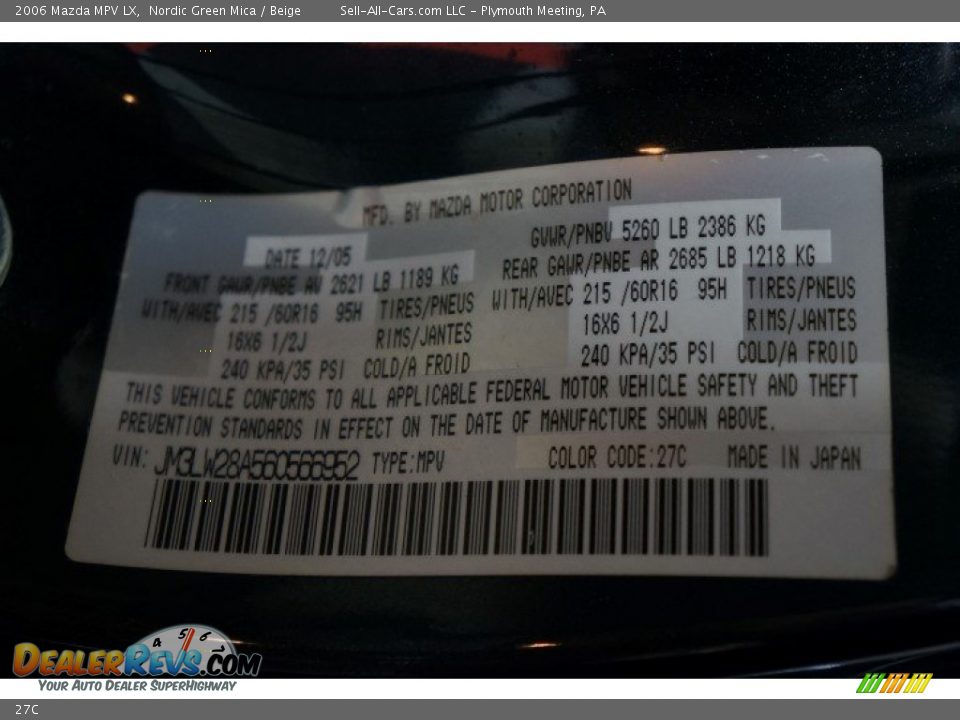 2006 Mazda MPV LX, Nordic Green Mica / Beige Sell-All-Cars.com LLC - Plymouth Meeting, PA
MFD. BY MAZDA MOTOR CORPORATION
DATE 12/05 GVWR/PNBV 5260 LB 2386 KG
FRONT GAWR/PNBE AV 2621 LB 1189 KG REAR GAWR/PNBE AR 2685 LB 1218 KG
WITH/AVEC 215 /60R16 95H TIRES/PNEUS WITH/AVEC 215 /60R16 95H TIRES/PNEUS
16X6 1/2J RIMS/JANTES 16X6 1/2J RIMS/JANTES
240 KPA/35 PSI COLD/A FROID 240 KPA/35 PSI COLD/A FROID
THIS VEHICLE CONFORMS TO ALL APPLICABLE FEDERAL MOTOR VEHICLE SAFETY AND THEFT
PREVENTION STANDARDS IN EFFECT ON THE DATE OF MANUFACTURE SHOWN ABOVE.
VIN: JM3LW28A560566952 TYPE:MPV COLOR CODE:27C MADE IN JAPAN
4 5 6 7
DEALERREVS.COM
YOUR AUTO DEALER SUPERHIGHWAY
27C